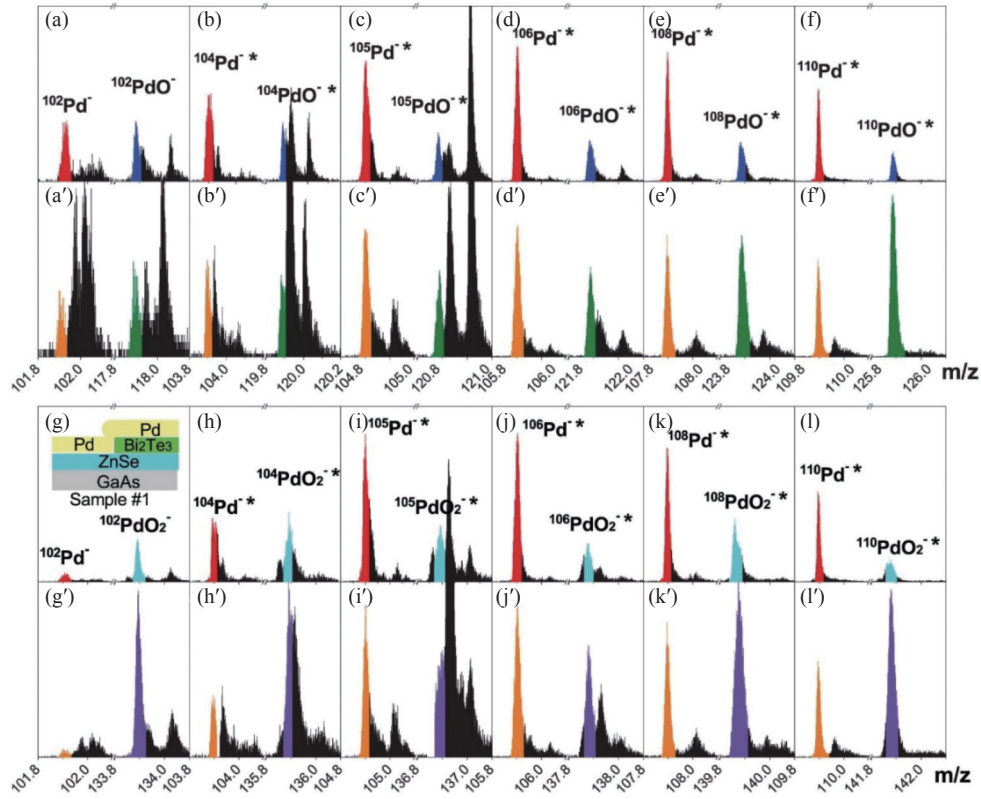 (a) (b) (c) (d) (e) (f)
¹⁰²Pd⁻ ¹⁰²PdO⁻ ¹⁰⁴Pd⁻* ¹⁰⁴PdO⁻* ¹⁰⁵Pd⁻* ¹⁰⁵PdO⁻* ¹⁰⁶Pd⁻* ¹⁰⁶PdO⁻* ¹⁰⁸Pd⁻* ¹⁰⁸PdO⁻* ¹¹⁰Pd⁻* ¹¹⁰PdO⁻*
(a′) (b′) (c′) (d′) (e′) (f′)
101.8 102.0 117.8 118.0 103.8 104.0 119.8 120.0 120.2 104.8 105.0 120.8 121.0 105.8 106.0 121.8 122.0 107.8 108.0 123.8 124.0 109.8 110.0 125.8 126.0 m/z
(g) (h) (i) (j) (k) (l)
Pd
Pd Bi₂Te₃
ZnSe
GaAs
Sample #1
¹⁰²Pd⁻ ¹⁰²PdO₂⁻ ¹⁰⁴Pd⁻* ¹⁰⁴PdO₂⁻* ¹⁰⁵Pd⁻* ¹⁰⁵PdO₂⁻* ¹⁰⁶Pd⁻* ¹⁰⁶PdO₂⁻* ¹⁰⁸Pd⁻* ¹⁰⁸PdO₂⁻* ¹¹⁰Pd⁻* ¹¹⁰PdO₂⁻*
(g′) (h′) (i′) (j′) (k′) (l′)
101.8 102.0 133.8 134.0 103.8 104.0 135.8 136.0 104.8 105.0 136.8 137.0 105.8 106.0 137.8 138.0 107.8 108.0 139.8 140.0 109.8 110.0 141.8 142.0 m/z